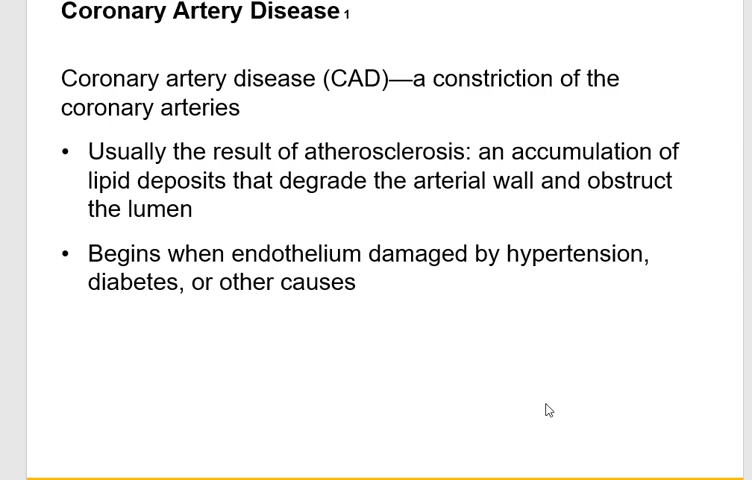 Coronary Artery Disease 1
Coronary artery disease (CAD)—a constriction of the
coronary arteries
• Usually the result of atherosclerosis: an accumulation of
lipid deposits that degrade the arterial wall and obstruct
the lumen
• Begins when endothelium damaged by hypertension,
diabetes, or other causes